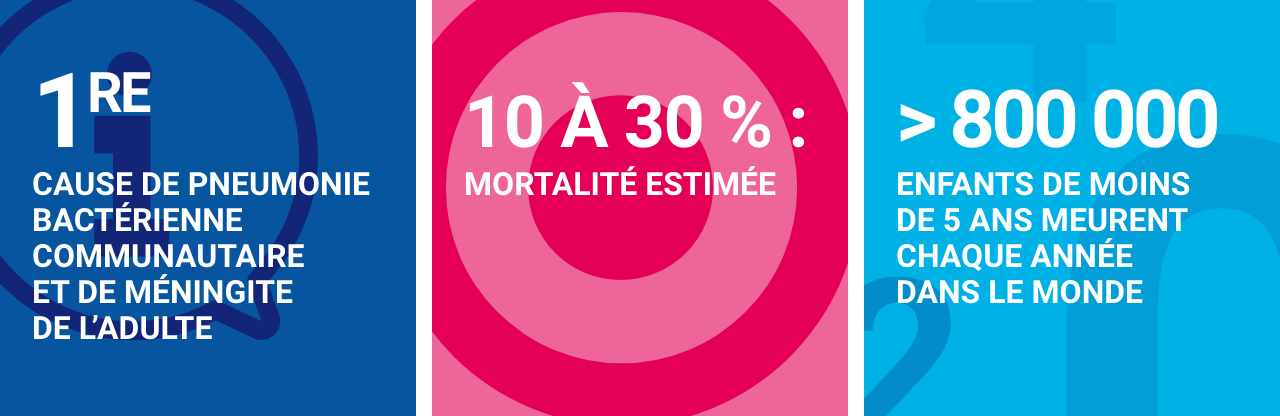 1RE
CAUSE DE PNEUMONIE
BACTÉRIENNE
COMMUNAUTAIRE
ET DE MÉNINGITE
DE L’ADULTE
10 À 30 % :
MORTALITÉ ESTIMÉE
> 800 000
ENFANTS DE MOINS
DE 5 ANS MEURENT
CHAQUE ANNÉE
DANS LE MONDE